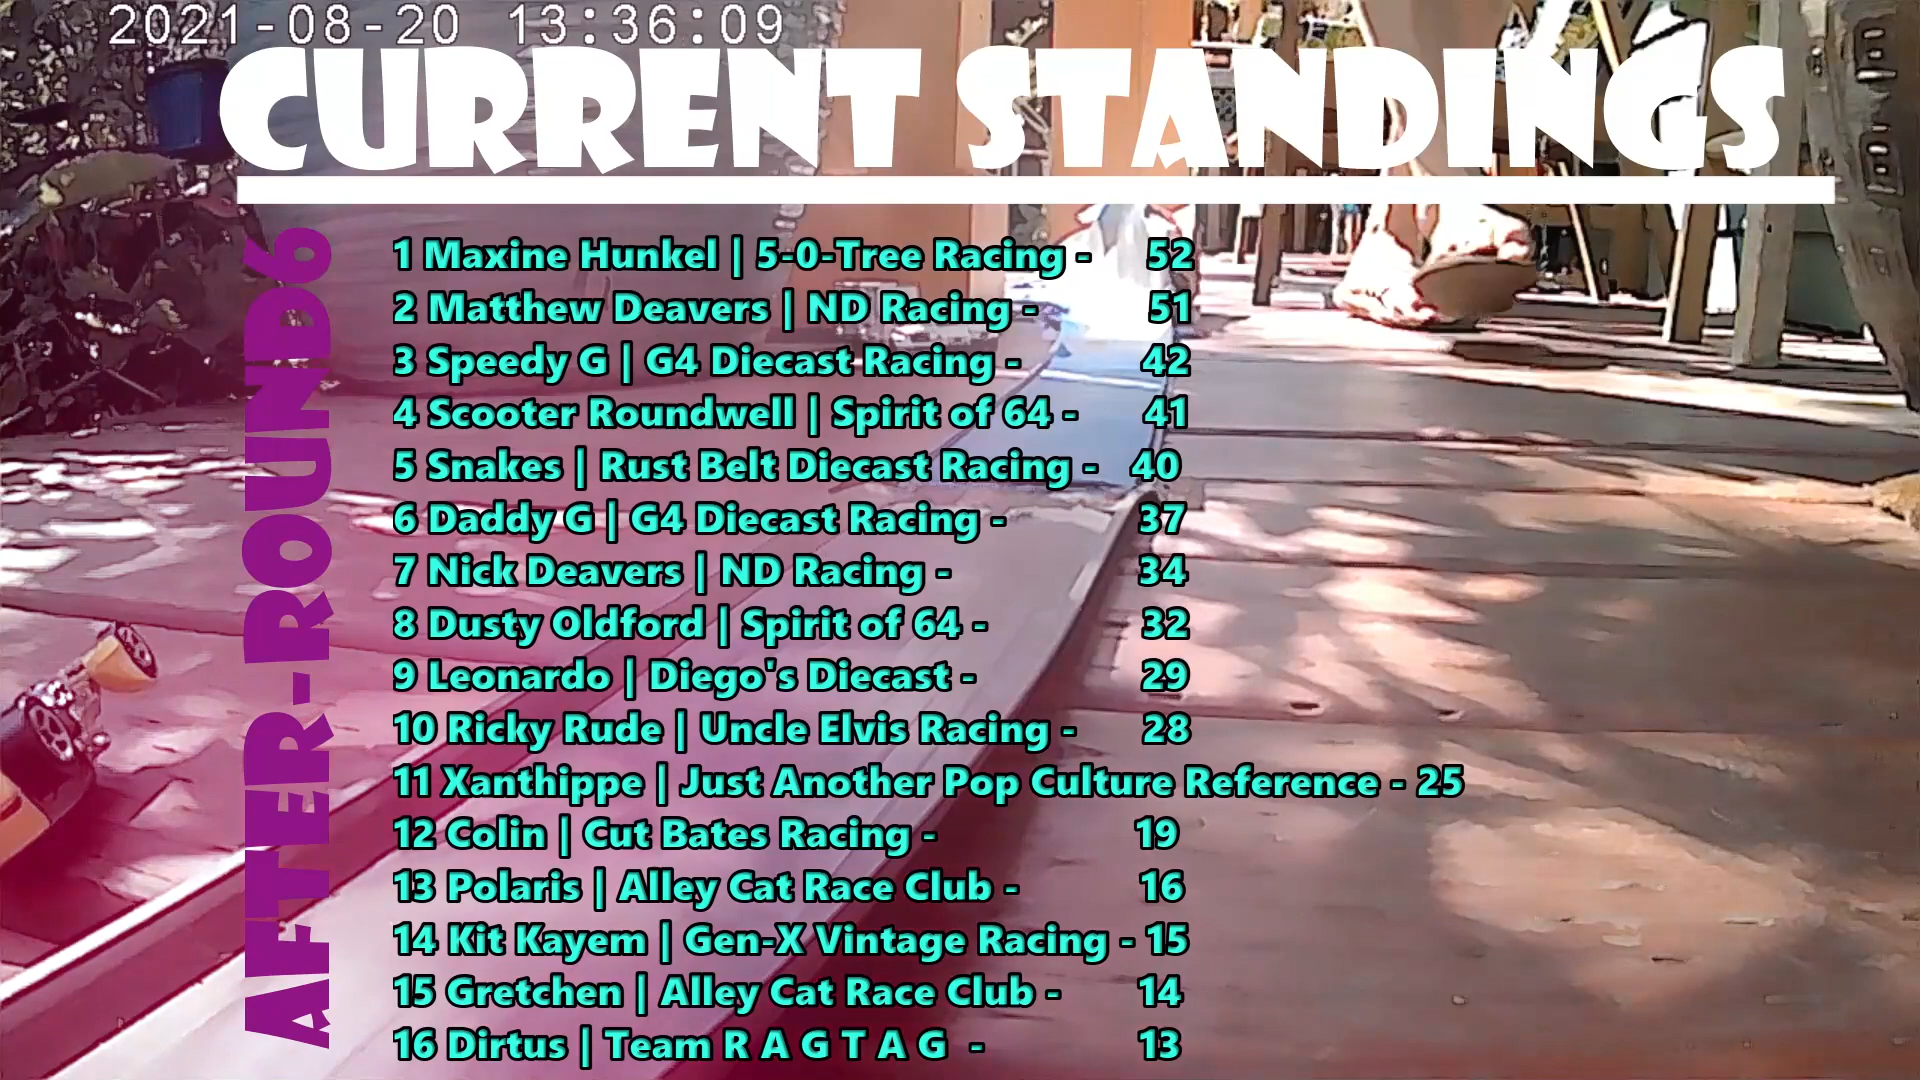 2021-08-20 13:36:09
CURRENT STANDINGS
AFTER-ROUND6
1 Maxine Hunkel | 5-0-Tree Racing - 52
2 Matthew Deavers | ND Racing - 51
3 Speedy G | G4 Diecast Racing - 42
4 Scooter Roundwell | Spirit of 64 - 41
5 Snakes | Rust Belt Diecast Racing - 40
6 Daddy G | G4 Diecast Racing - 37
7 Nick Deavers | ND Racing - 34
8 Dusty Oldford | Spirit of 64 - 32
9 Leonardo | Diego's Diecast - 29
10 Ricky Rude | Uncle Elvis Racing - 28
11 Xanthippe | Just Another Pop Culture Reference - 25
12 Colin | Cut Bates Racing - 19
13 Polaris | Alley Cat Race Club - 16
14 Kit Kayem | Gen-X Vintage Racing - 15
15 Gretchen | Alley Cat Race Club - 14
16 Dirtus | Team R A G T A G - 13